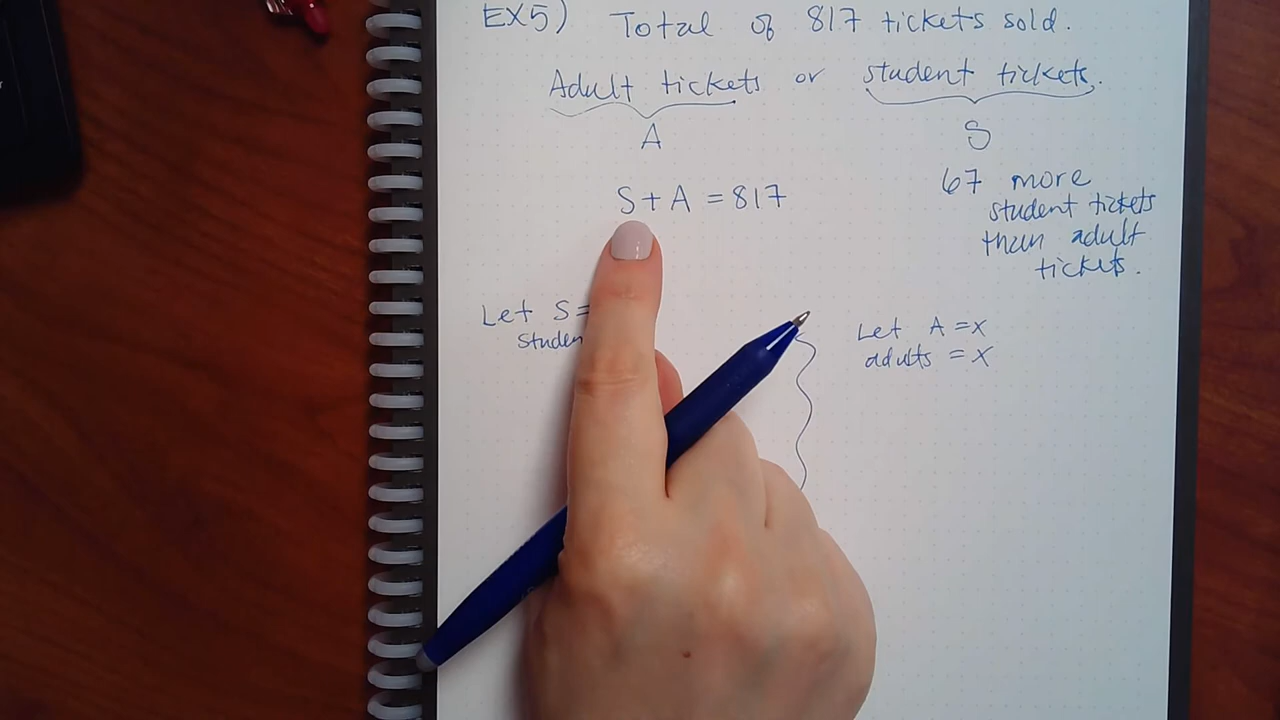 EX5) Total of 817 tickets sold.
Adult tickets or student tickets.
A S
S + A = 817
67 more
student tickets
than adult
tickets.
Let S =
Studen
Let A = x
adults = x